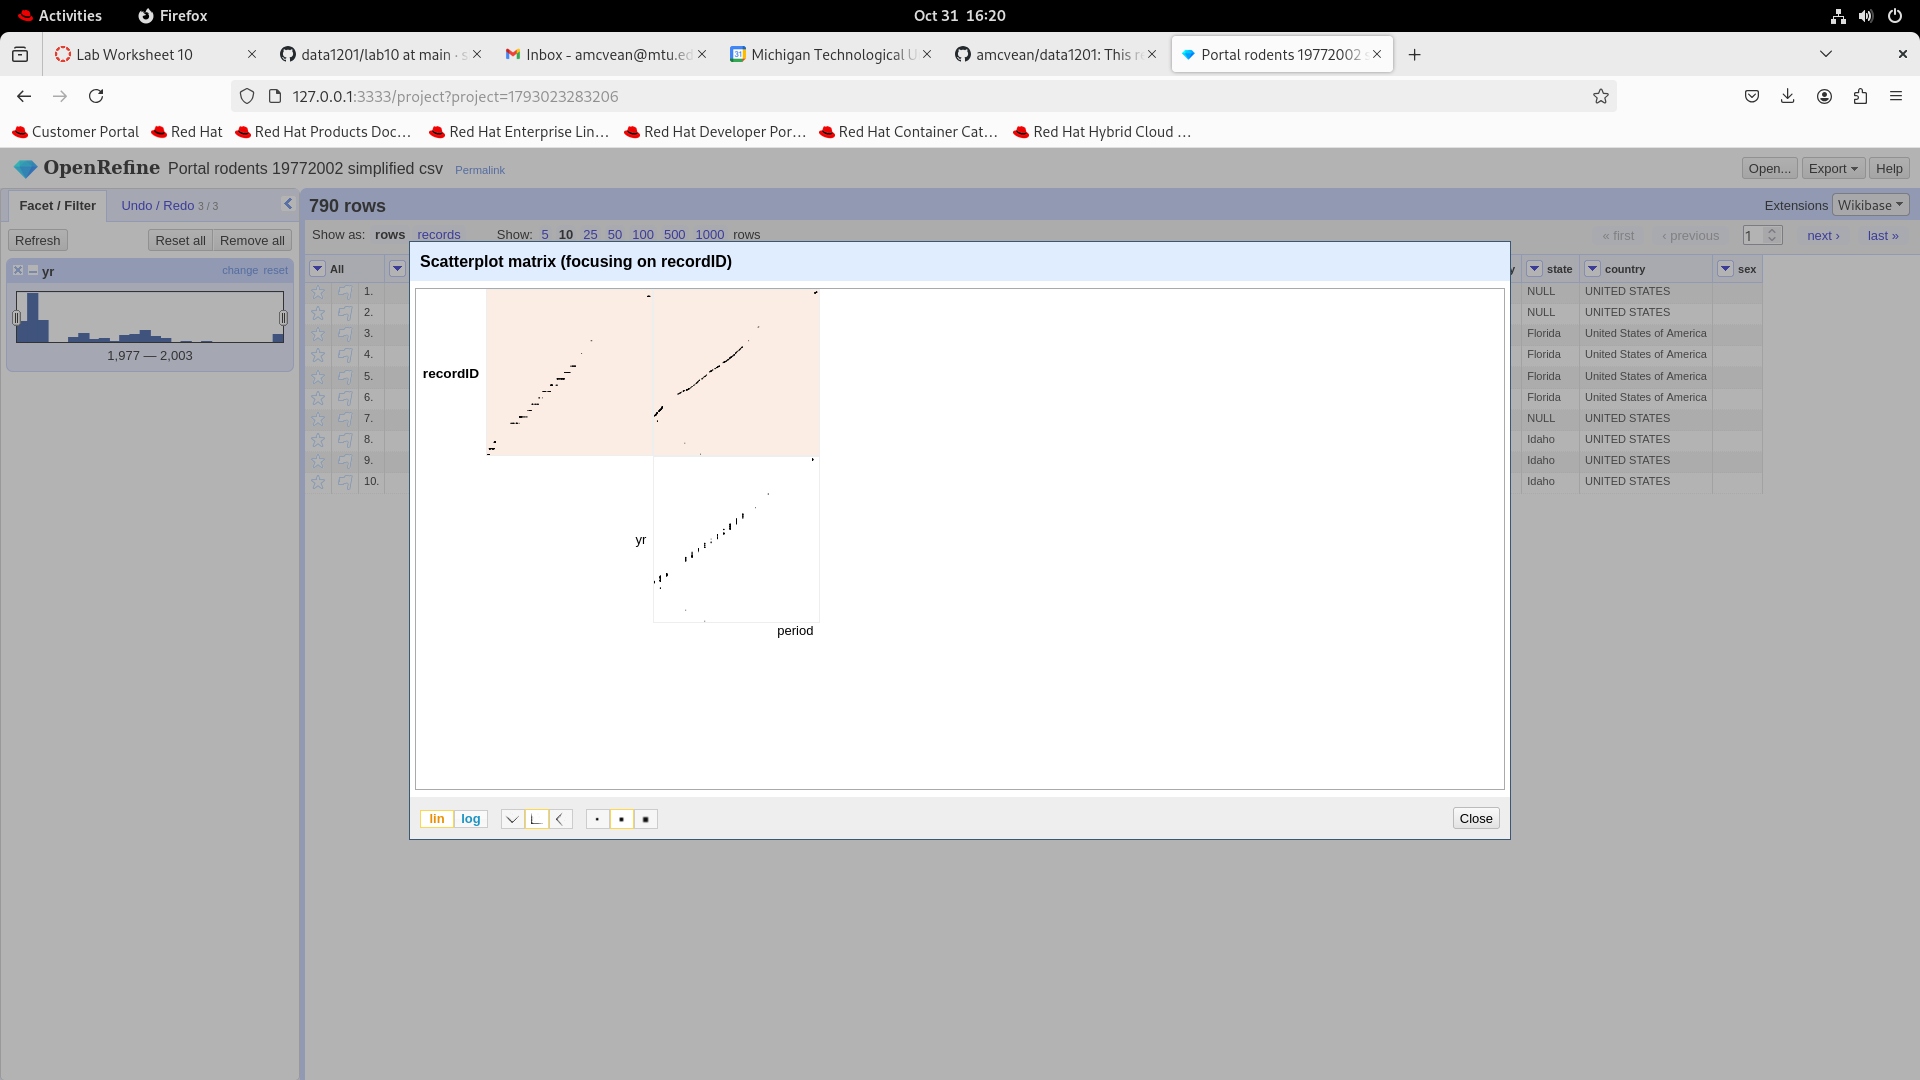 Activities Firefox Oct 31 16:20
Lab Worksheet 10 data1201/lab10 at main · s Inbox - amcvean@mtu.ed Michigan Technological U amcvean/data1201: This re Portal rodents 19772002 s
127.0.0.1:3333/project?project=1793023283206
Customer Portal Red Hat Red Hat Products Doc… Red Hat Enterprise Lin… Red Hat Developer Por… Red Hat Container Cat… Red Hat Hybrid Cloud …
OpenRefine Portal rodents 19772002 simplified csv Permalink Open... Export Help
Facet / Filter Undo / Redo 3 / 3 790 rows Extensions Wikibase
Refresh Reset all Remove all Show as: rows records Show: 5 10 25 50 100 500 1000 rows « first ‹ previous 1 next › last »
yr change reset
1,977 — 2,003
All y state country sex
1. NULL UNITED STATES
2. NULL UNITED STATES
3. Florida United States of America
4. Florida United States of America
5. Florida United States of America
6. Florida United States of America
7. NULL UNITED STATES
8. Idaho UNITED STATES
9. Idaho UNITED STATES
10. Idaho UNITED STATES
Scatterplot matrix (focusing on recordID)
recordID
yr
period
lin log Close